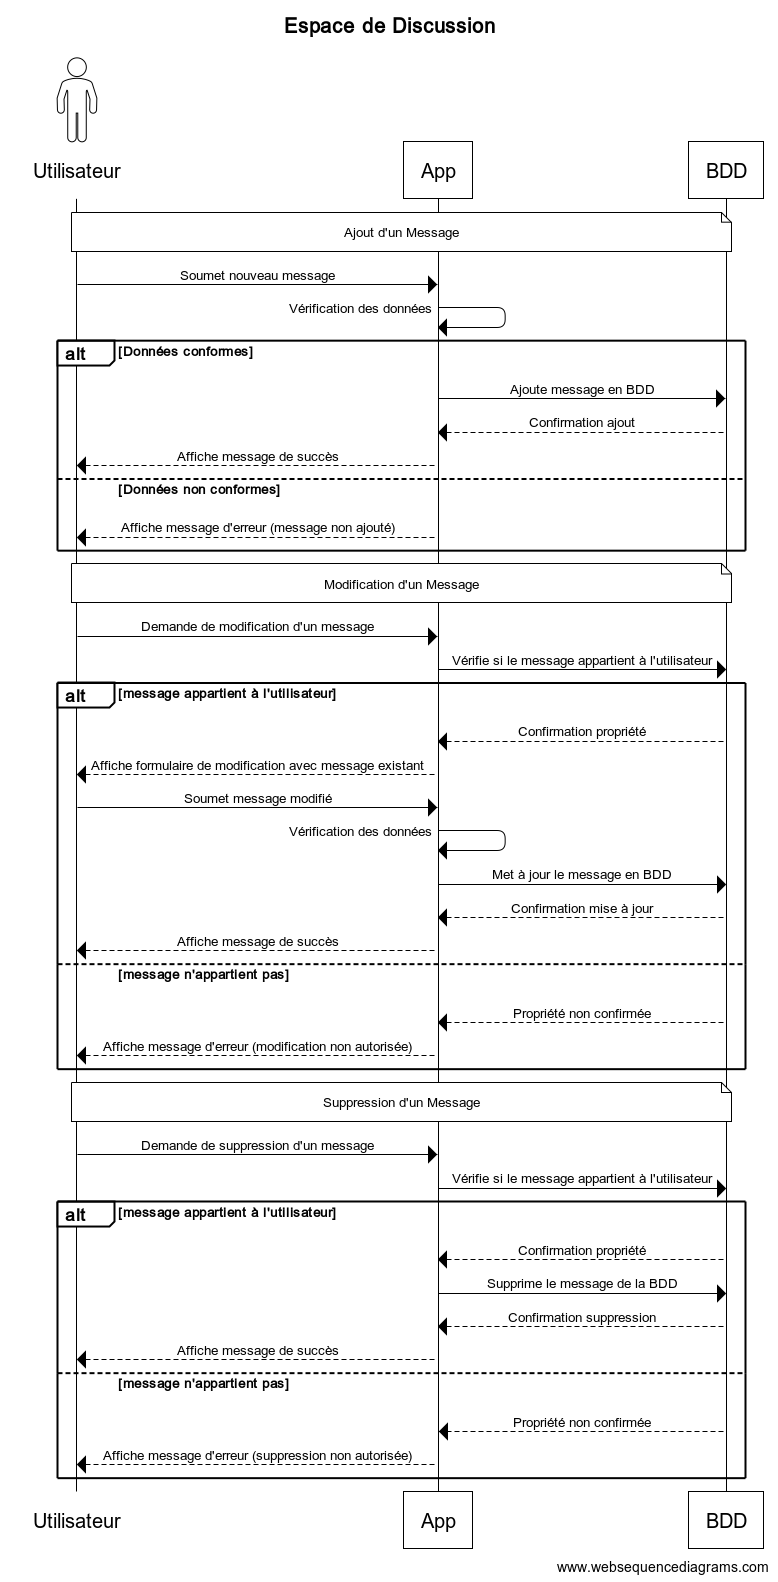 Espace de Discussion
Utilisateur
App
BDD
Ajout d'un Message
Soumet nouveau message
Vérification des données
alt
[Données conformes]
Ajoute message en BDD
Confirmation ajout
Affiche message de succès
[Données non conformes]
Affiche message d'erreur (message non ajouté)
Modification d'un Message
Demande de modification d'un message
Vérifie si le message appartient à l'utilisateur
alt
[message appartient à l'utilisateur]
Confirmation propriété
Affiche formulaire de modification avec message existant
Soumet message modifié
Vérification des données
Met à jour le message en BDD
Confirmation mise à jour
Affiche message de succès
[message n'appartient pas]
Propriété non confirmée
Affiche message d'erreur (modification non autorisée)
Suppression d'un Message
Demande de suppression d'un message
Vérifie si le message appartient à l'utilisateur
alt
[message appartient à l'utilisateur]
Confirmation propriété
Supprime le message de la BDD
Confirmation suppression
Affiche message de succès
[message n'appartient pas]
Propriété non confirmée
Affiche message d'erreur (suppression non autorisée)
Utilisateur
App
BDD
www.websequencediagrams.com